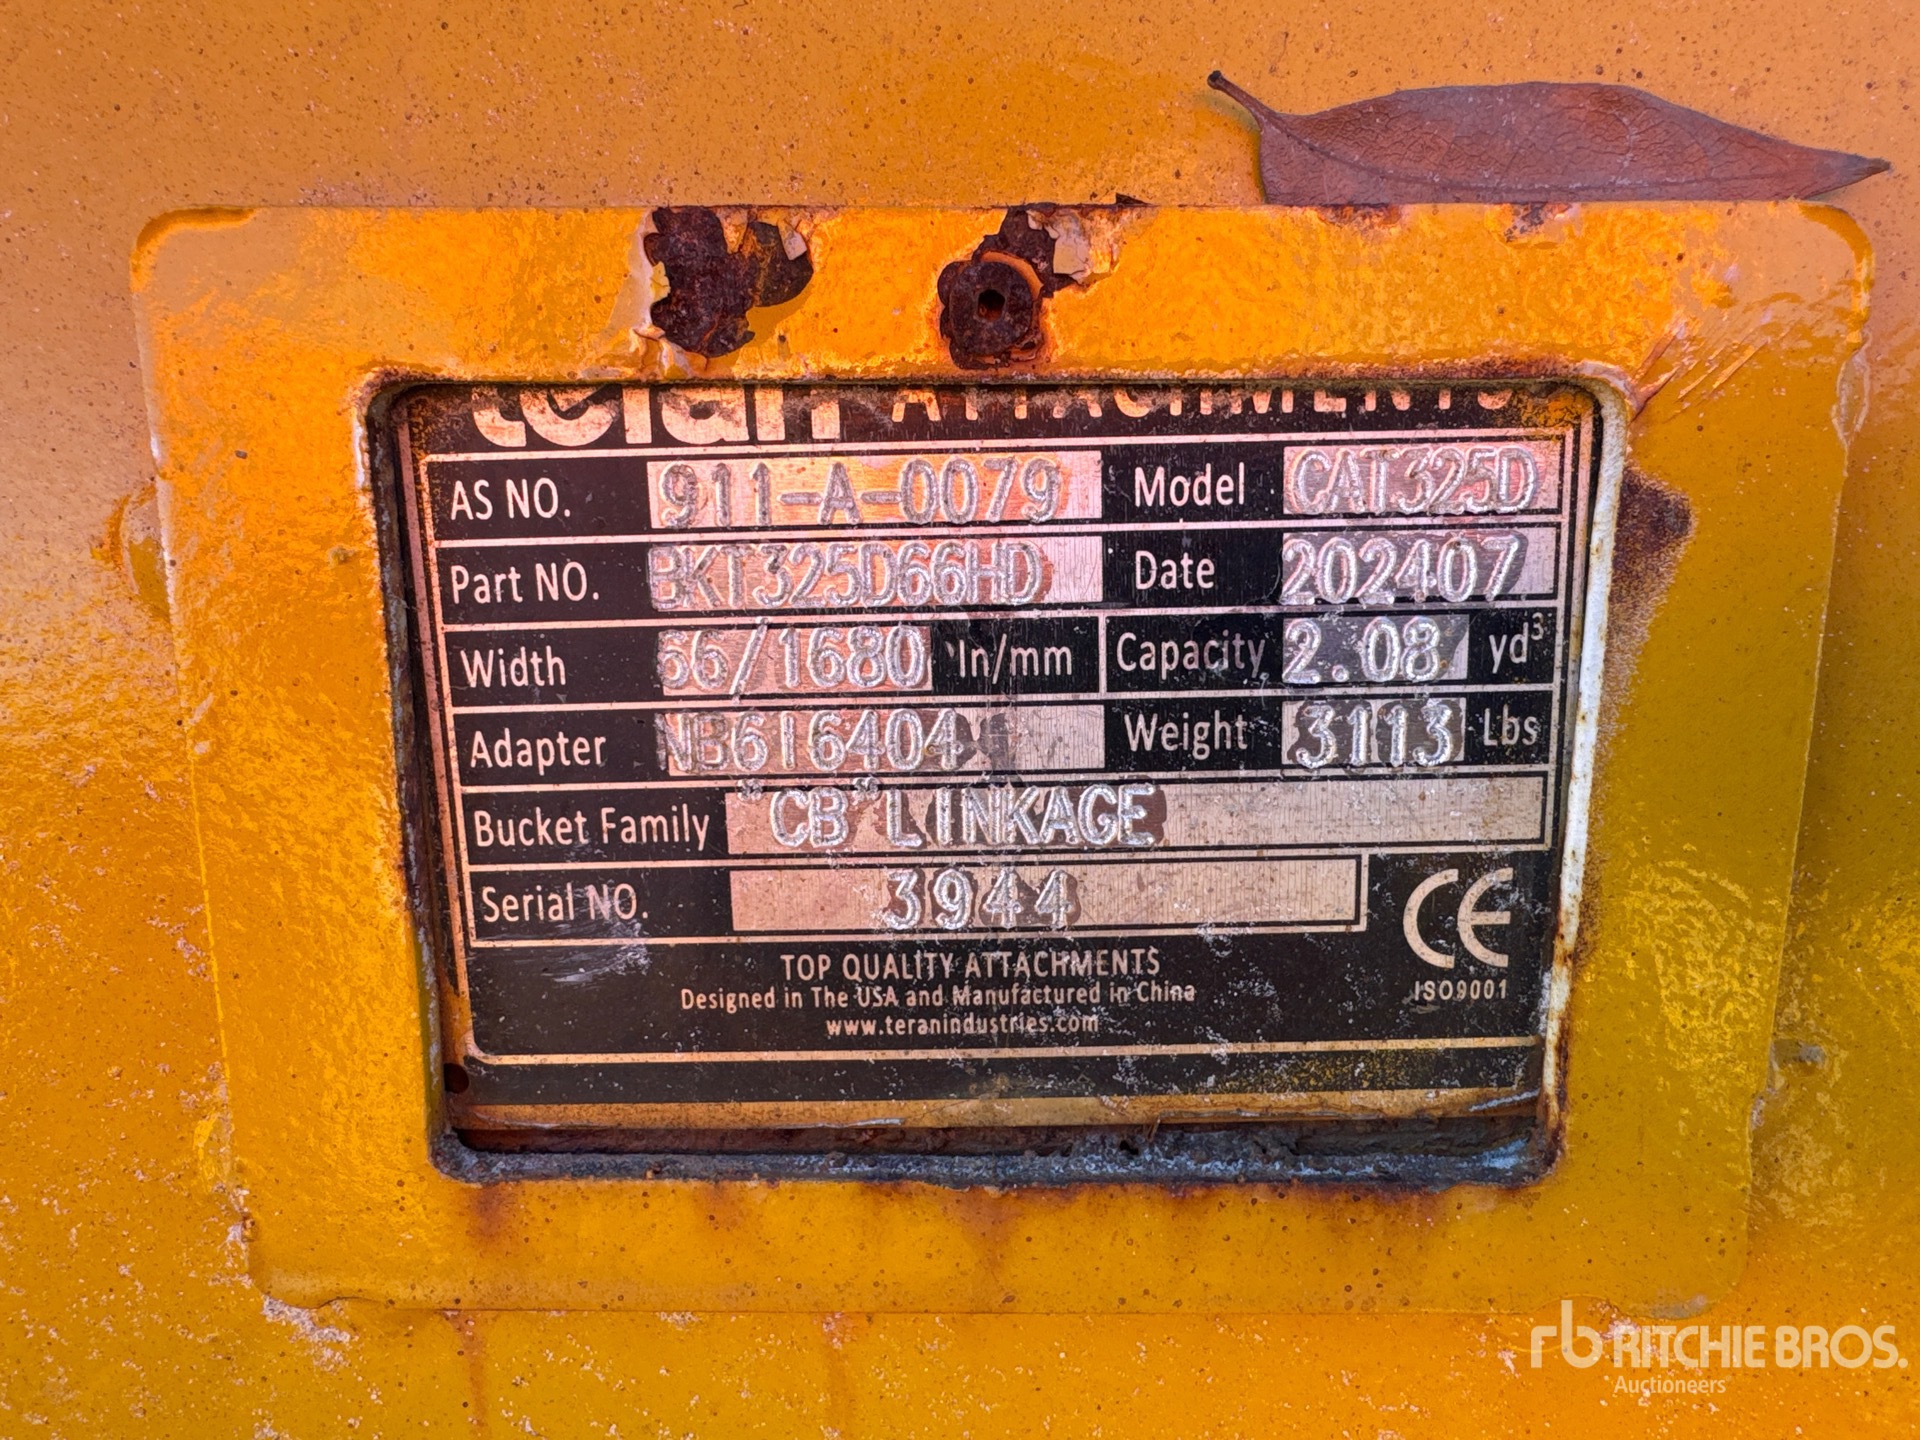 teran ATTACHMENTS
AS NO. 911-A-0079 Model CAT325D
Part NO. BKT325D66HD Date 202407
Width 66/1680 In/mm Capacity 2.08 yd³
Adapter NB616404 Weight 3113 Lbs
Bucket Family "CB"LINKAGE
Serial NO. 3944
CE
ISO9001
TOP QUALITY ATTACHMENTS
Designed in The USA and Manufactured in China
www.teranindustries.com
rb RITCHIE BROS.
Auctioneers